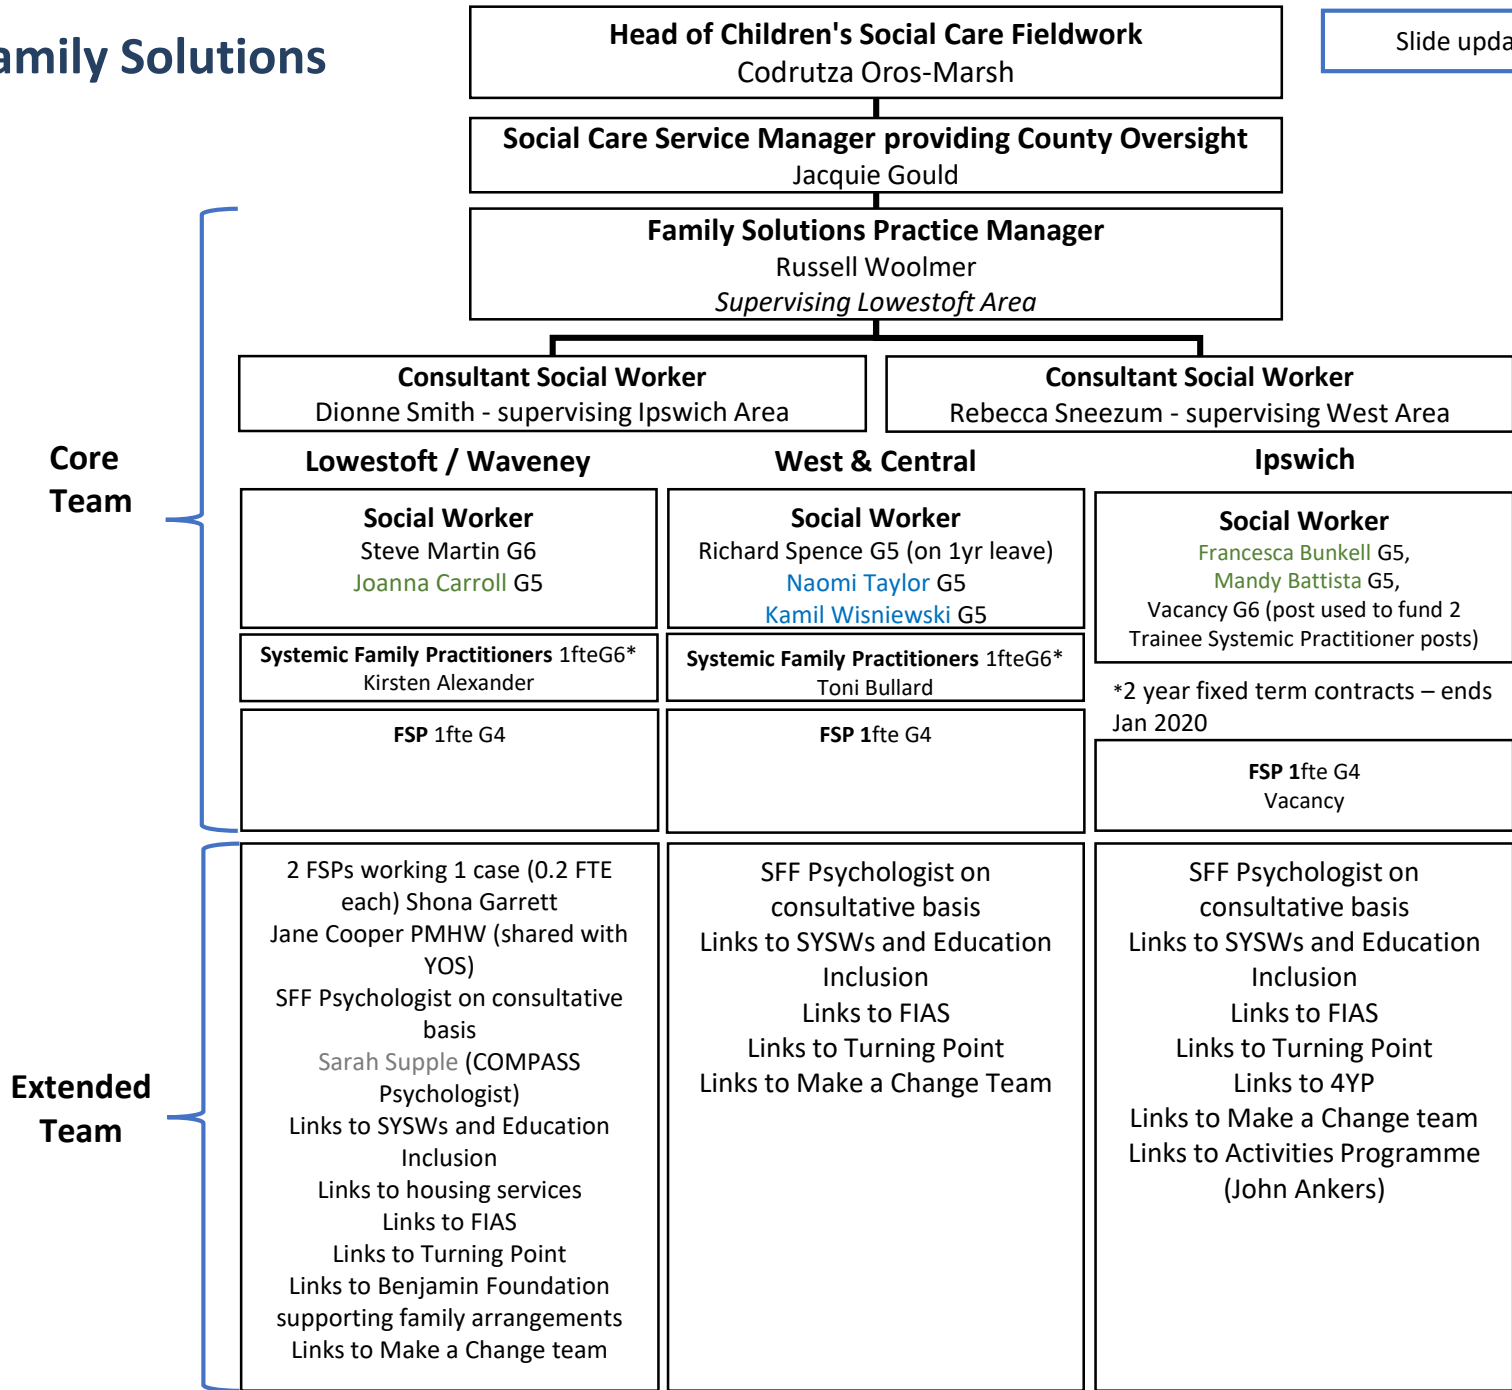 amily Solutions
Head of Children's Social Care Fieldwork
Codrutza Oros-Marsh
Slide upda
Social Care Service Manager providing County Oversight
Jacquie Gould
Family Solutions Practice Manager
Russell Woolmer
Supervising Lowestoft Area
Consultant Social Worker
Dionne Smith - supervising Ipswich Area
Consultant Social Worker
Rebecca Sneezum - supervising West Area
Core
Team
Lowestoft / Waveney
Social Worker
Steve Martin G6
Joanna Carroll G5
Systemic Family Practitioners 1fteG6*
Kirsten Alexander
FSP 1fte G4
West & Central
Social Worker
Richard Spence G5 (on 1yr leave)
Naomi Taylor G5
Kamil Wisniewski G5
Systemic Family Practitioners 1fteG6*
Toni Bullard
FSP 1fte G4
Ipswich
Social Worker
Francesca Bunkell G5,
Mandy Battista G5,
Vacancy G6 (post used to fund 2
Trainee Systemic Practitioner posts)
*2 year fixed term contracts – ends
Jan 2020
FSP 1fte G4
Vacancy
Extended
Team
2 FSPs working 1 case (0.2 FTE
each) Shona Garrett
Jane Cooper PMHW (shared with
YOS)
SFF Psychologist on consultative
basis
Sarah Supple (COMPASS
Psychologist)
Links to SYSWs and Education
Inclusion
Links to housing services
Links to FIAS
Links to Turning Point
Links to Benjamin Foundation
supporting family arrangements
Links to Make a Change team
SFF Psychologist on
consultative basis
Links to SYSWs and Education
Inclusion
Links to FIAS
Links to Turning Point
Links to Make a Change Team
SFF Psychologist on
consultative basis
Links to SYSWs and Education
Inclusion
Links to FIAS
Links to Turning Point
Links to 4YP
Links to Make a Change team
Links to Activities Programme
(John Ankers)